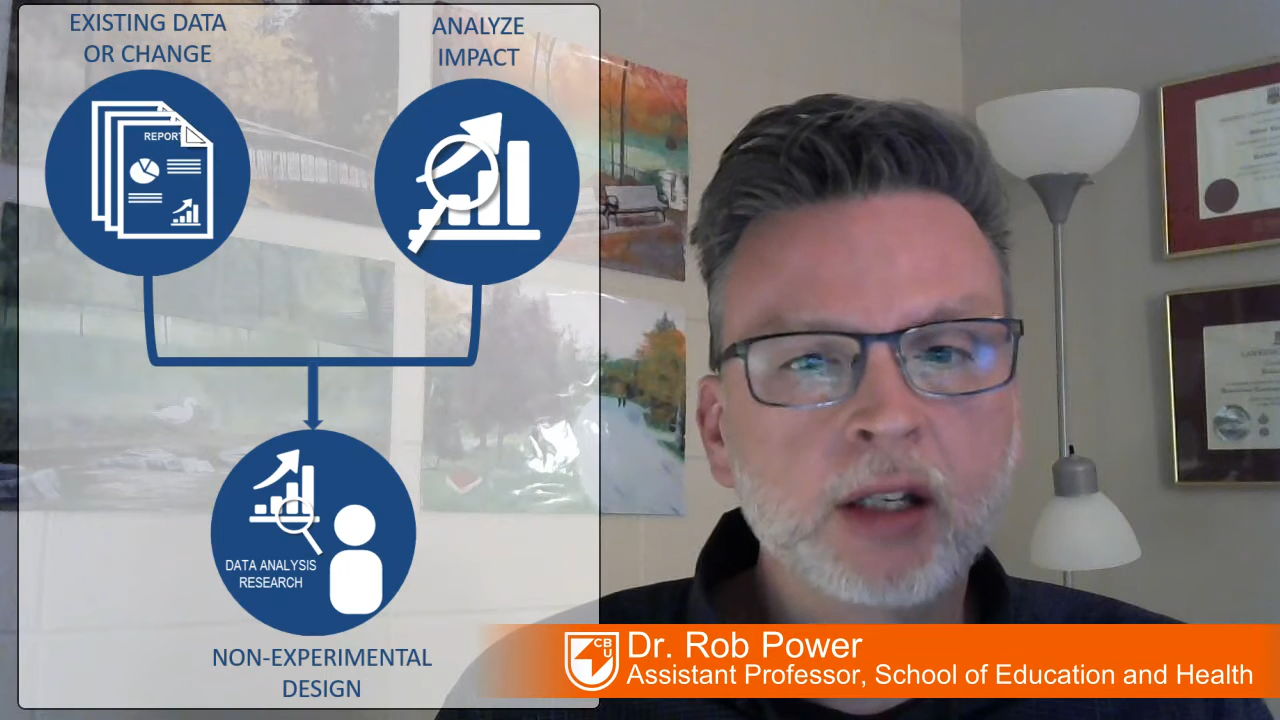 EXISTING DATA
OR CHANGE
ANALYZE
IMPACT
REPORT
DATA ANALYSIS
RESEARCH
NON-EXPERIMENTAL
DESIGN
CBU
Dr. Rob Power
Assistant Professor, School of Education and Health